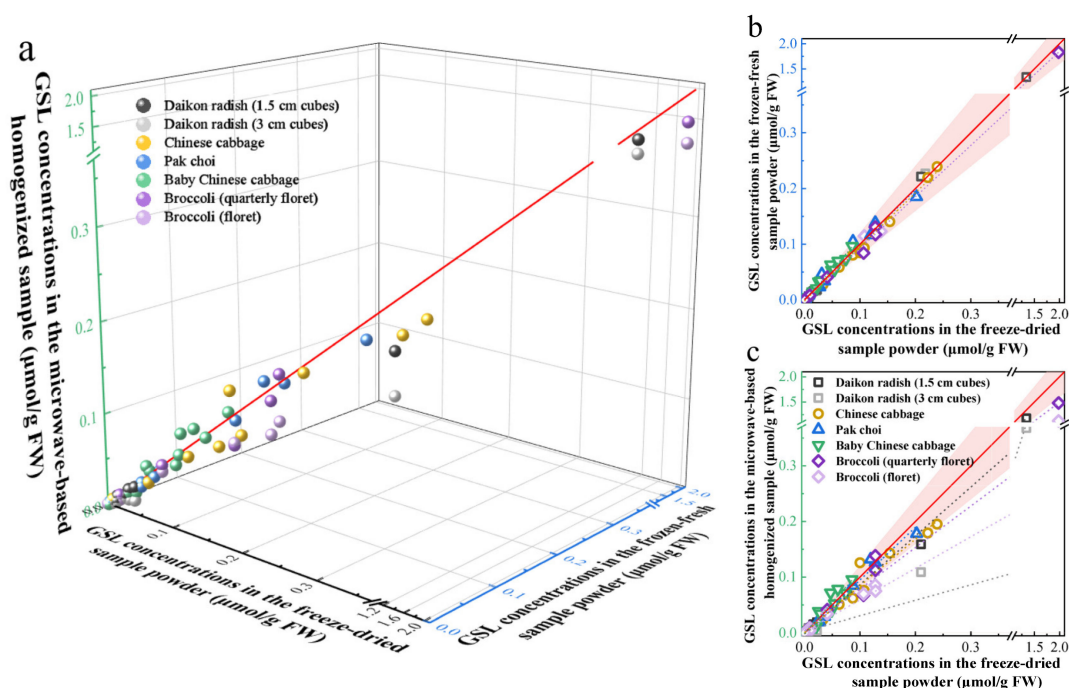 a
GSL concentrations in the microwave-based
homogenized sample (µmol/g FW)
2.0
1.5
0.3
0.2
0.1
0.0
Daikon radish (1.5 cm cubes)
Daikon radish (3 cm cubes)
Chinese cabbage
Pak choi
Baby Chinese cabbage
Broccoli (quarterly floret)
Broccoli (floret)
0.1
0.2
0.3
1.2
1.6
2.0
GSL concentrations in the freeze-dried
sample powder (µmol/g FW)
0.0
0.1
0.2
0.3
1.5
2.0
GSL concentrations in the frozen-fresh
sample powder (µmol/g FW)
b
GSL concentrations in the frozen-fresh
sample powder (µmol/g FW)
2.0
1.5
0.3
0.2
0.1
0.0
0.0 0.1 0.2 0.3 1.5 2.0
GSL concentrations in the freeze-dried
sample powder (µmol/g FW)
c
GSL concentrations in the microwave-based
homogenized sample (µmol/g FW)
2.0
1.5
0.3
0.2
0.1
0.0
Daikon radish (1.5 cm cubes)
Daikon radish (3 cm cubes)
Chinese cabbage
Pak choi
Baby Chinese cabbage
Broccoli (quarterly floret)
Broccoli (floret)
0.0 0.1 0.2 0.3 1.5 2.0
GSL concentrations in the freeze-dried
sample powder (µmol/g FW)